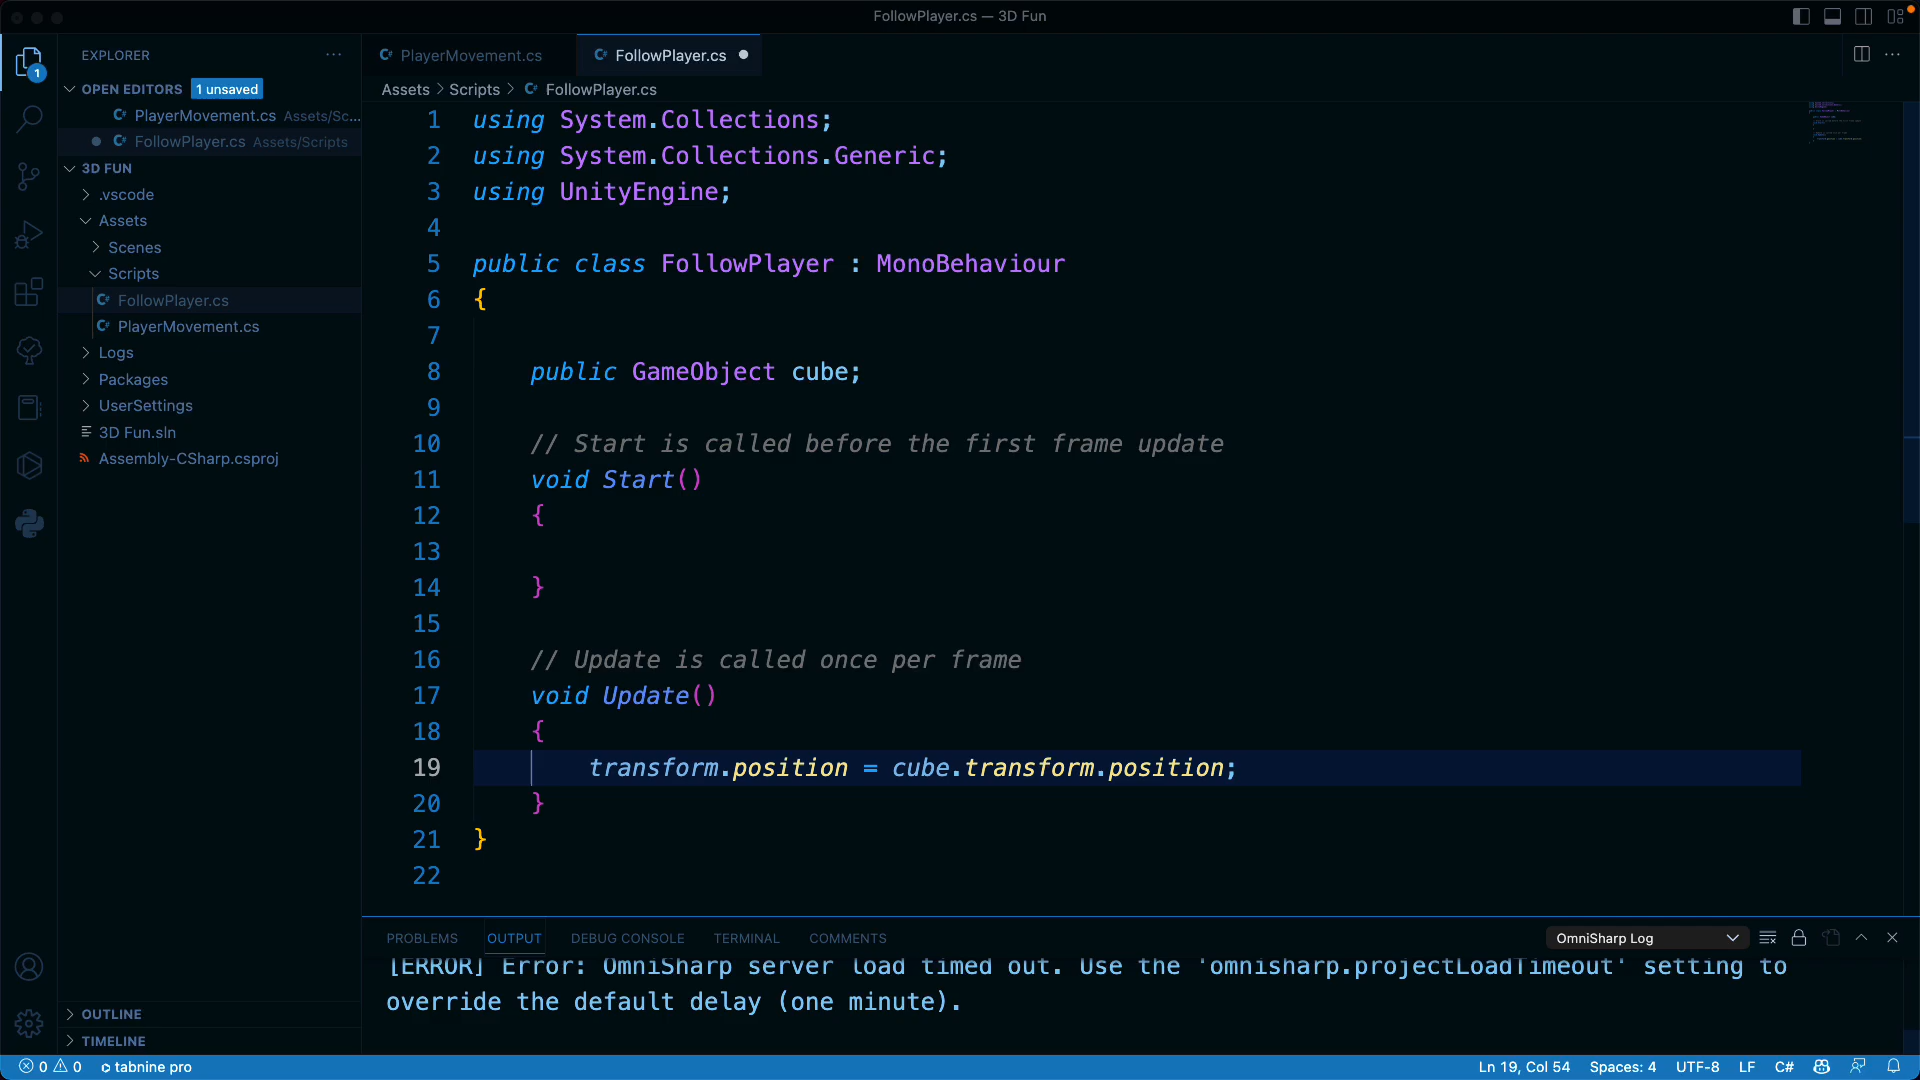 FollowPlayer.cs — 3D Fun
EXPLORER
OPEN EDITORS 1 unsaved
PlayerMovement.cs Assets/Sc...
FollowPlayer.cs Assets/Scripts
3D FUN
.vscode
Assets
Scenes
Scripts
FollowPlayer.cs
PlayerMovement.cs
Logs
Packages
UserSettings
3D Fun.sln
Assembly-CSharp.csproj
OUTLINE
TIMELINE
PlayerMovement.cs FollowPlayer.cs
Assets > Scripts > FollowPlayer.cs
1 using System.Collections;
2 using System.Collections.Generic;
3 using UnityEngine;
4
5 public class FollowPlayer : MonoBehaviour
6 {
7
8 public GameObject cube;
9
10 // Start is called before the first frame update
11 void Start()
12 {
13
14 }
15
16 // Update is called once per frame
17 void Update()
18 {
19 transform.position = cube.transform.position;
20 }
21 }
22
PROBLEMS OUTPUT DEBUG CONSOLE TERMINAL COMMENTS OmniSharp Log
[ERROR] Error: OmniSharp server load timed out. Use the 'omnisharp.projectLoadTimeout' setting to
override the default delay (one minute).
0 0 tabnine pro Ln 19, Col 54 Spaces: 4 UTF-8 LF C#